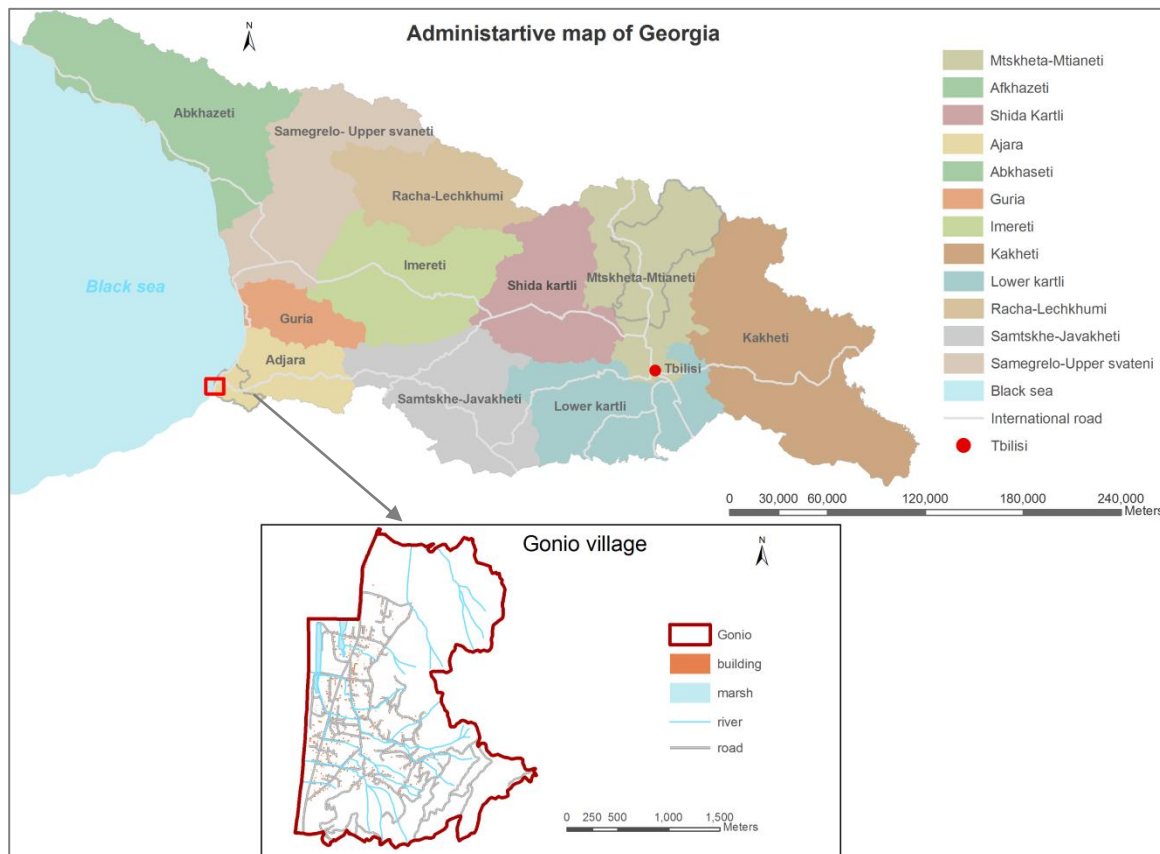 Administartive map of Georgia
N
Abkhazeti
Samegrelo- Upper svaneti
Racha-Lechkhumi
Imereti
Shida kartli
Mtskheta-Mtianeti
Black sea
Guria
Kakheti
Adjara
Tbilisi
Samtskhe-Javakheti
Lower kartli
Mtskheta-Mtianeti
Afkhazeti
Shida Kartli
Ajara
Abkhaseti
Guria
Imereti
Kakheti
Lower kartli
Racha-Lechkhumi
Samtskhe-Javakheti
Samegrelo-Upper svateni
Black sea
International road
Tbilisi
0 30,000 60,000 120,000 180,000 240,000
Meters
Gonio village
N
Gonio
building
marsh
river
road
0 250 500 1,000 1,500
Meters